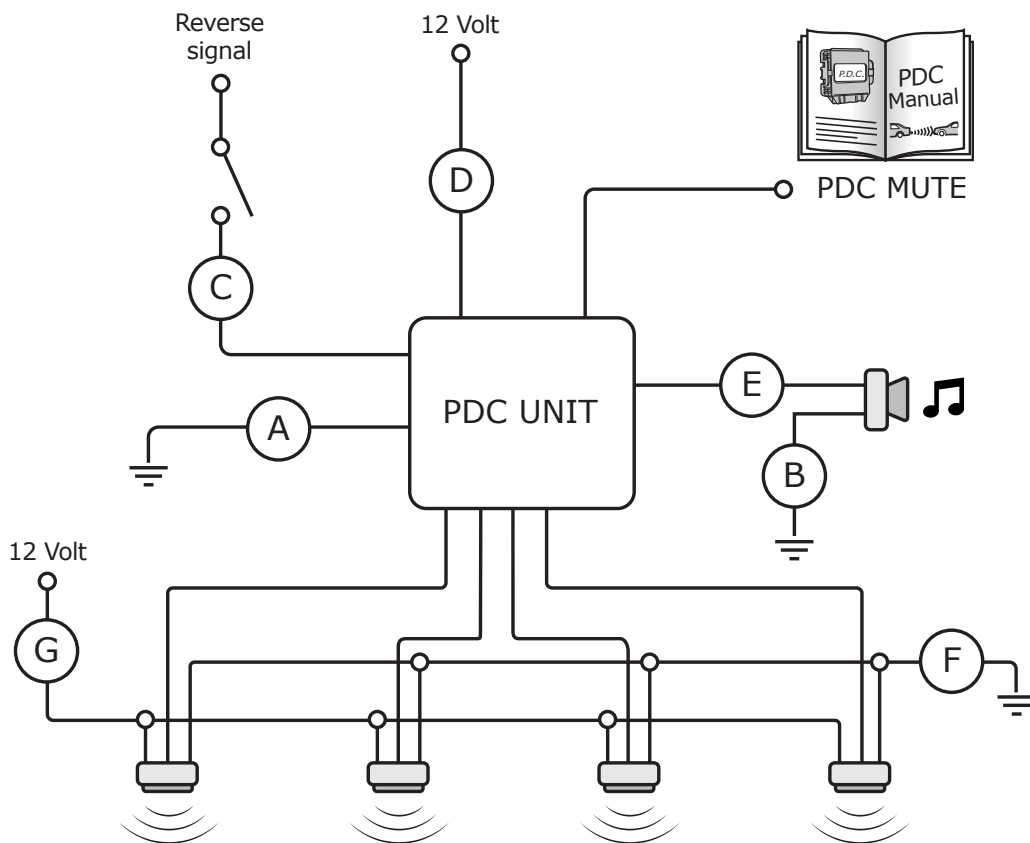 Reverse
signal
12 Volt
P.D.C.
PDC
Manual
PDC MUTE
D
C
PDC UNIT
E
A
B
12 Volt
G
F